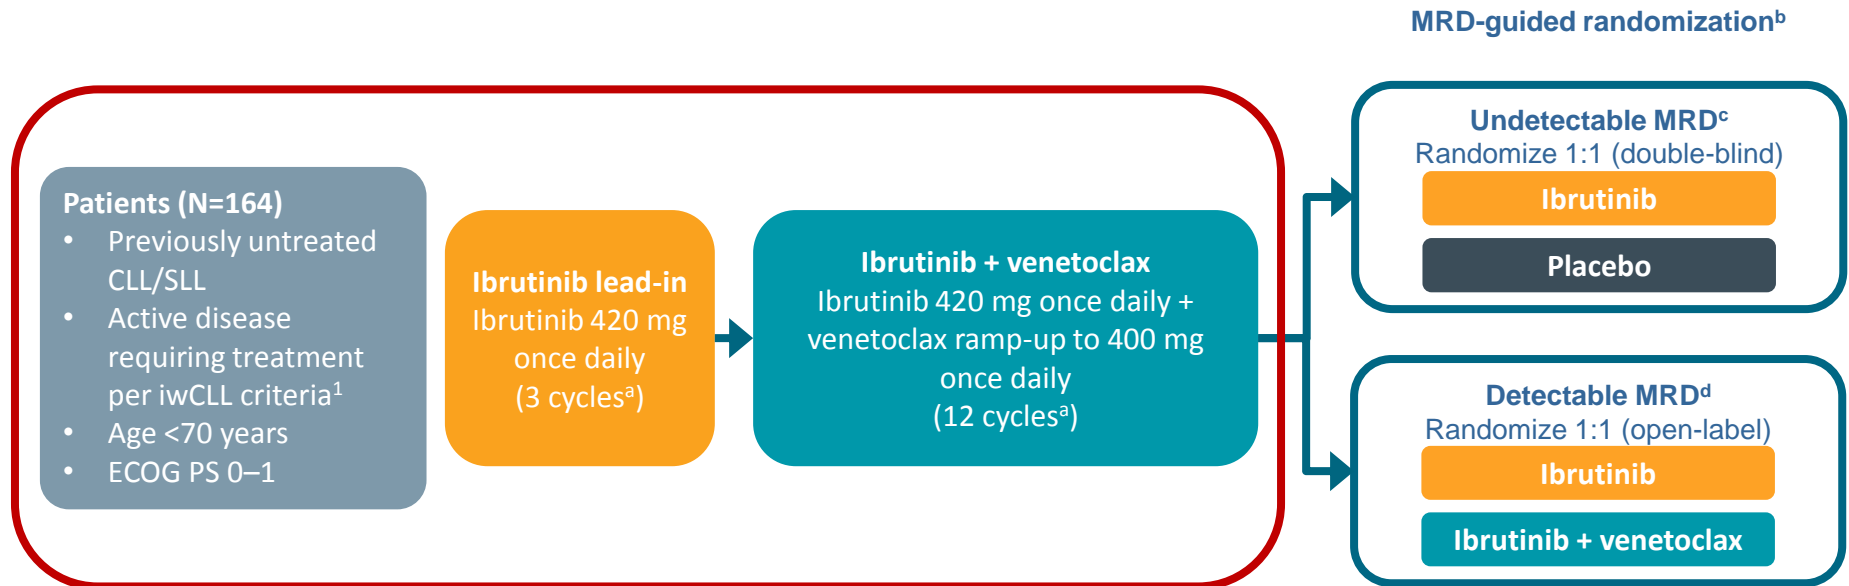 MRD-guided randomizationᵇ
Patients (N=164)
• Previously untreated
CLL/SLL
• Active disease
requiring treatment
per iwCLL criteria¹
• Age <70 years
• ECOG PS 0–1
Ibrutinib lead-in
Ibrutinib 420 mg
once daily
(3 cyclesᵃ)
Ibrutinib + venetoclax
Ibrutinib 420 mg once daily +
venetoclax ramp-up to 400 mg
once daily
(12 cyclesᵃ)
Undetectable MRDᶜ
Randomize 1:1 (double-blind)
Ibrutinib
Placebo
Detectable MRDᵈ
Randomize 1:1 (open-label)
Ibrutinib
Ibrutinib + venetoclax